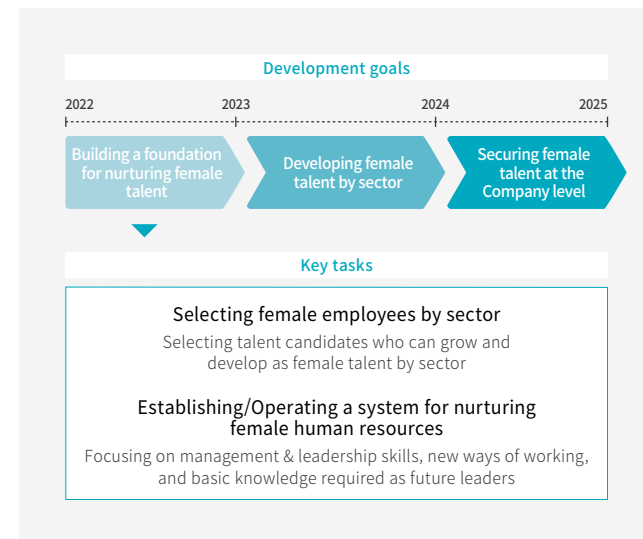 Development goals
2022 2023 2024 2025
Building a foundation
for nurturing female
talent
Developing female
talent by sector
Securing female
talent at the
Company level
Key tasks
Selecting female employees by sector
Selecting talent candidates who can grow and
develop as female talent by sector
Establishing/Operating a system for nurturing
female human resources
Focusing on management & leadership skills, new ways of working,
and basic knowledge required as future leaders